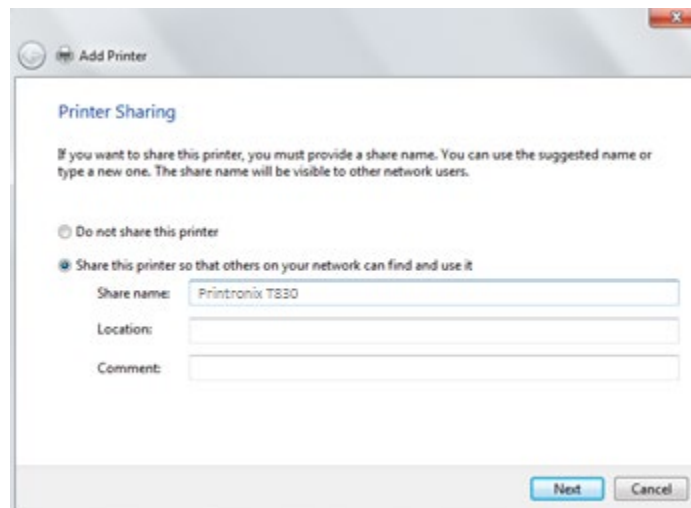 Add Printer
Printer Sharing
If you want to share this printer, you must provide a share name. You can use the suggested name or
type a new one. The share name will be visible to other network users.
Do not share this printer
Share this printer so that others on your network can find and use it
Share name: Printronix T830
Location:
Comment:
Next Cancel